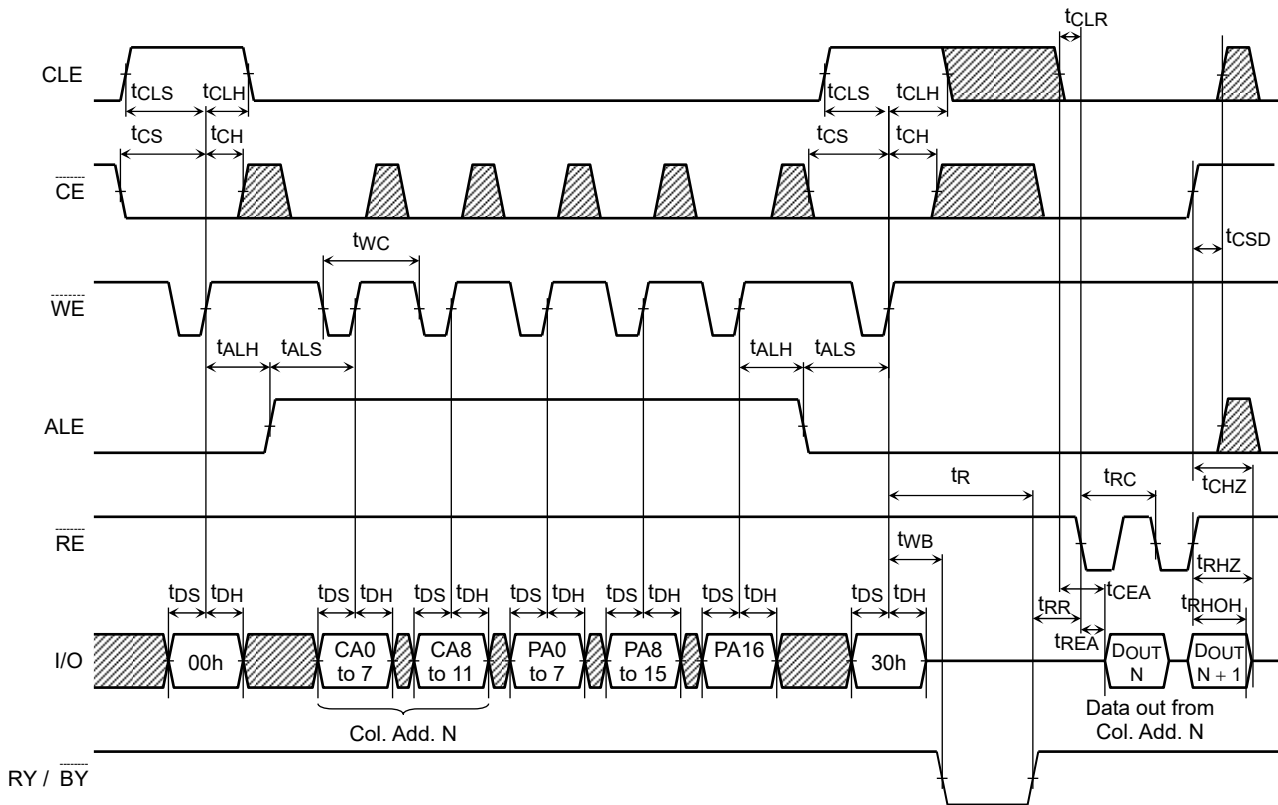 tCLR
CLE
tCLS tCLH tCLS tCLH
tCS tCH tCS tCH
CE
tCSD
tWC
WE
tALH tALS tALH tALS
ALE
tR tRC tCHZ
RE
tWB
tRHZ
tDS tDH tDS tDH tDS tDH tDS tDH tDS tDH tDS tDH tDS tDH tCEA
tRR tRHOH
tREA
I/O 00h CA0 to 7 CA8 to 11 PA0 to 7 PA8 to 15 PA16 30h DOUT N DOUT N + 1
Col. Add. N
Data out from
Col. Add. N
RY / BY